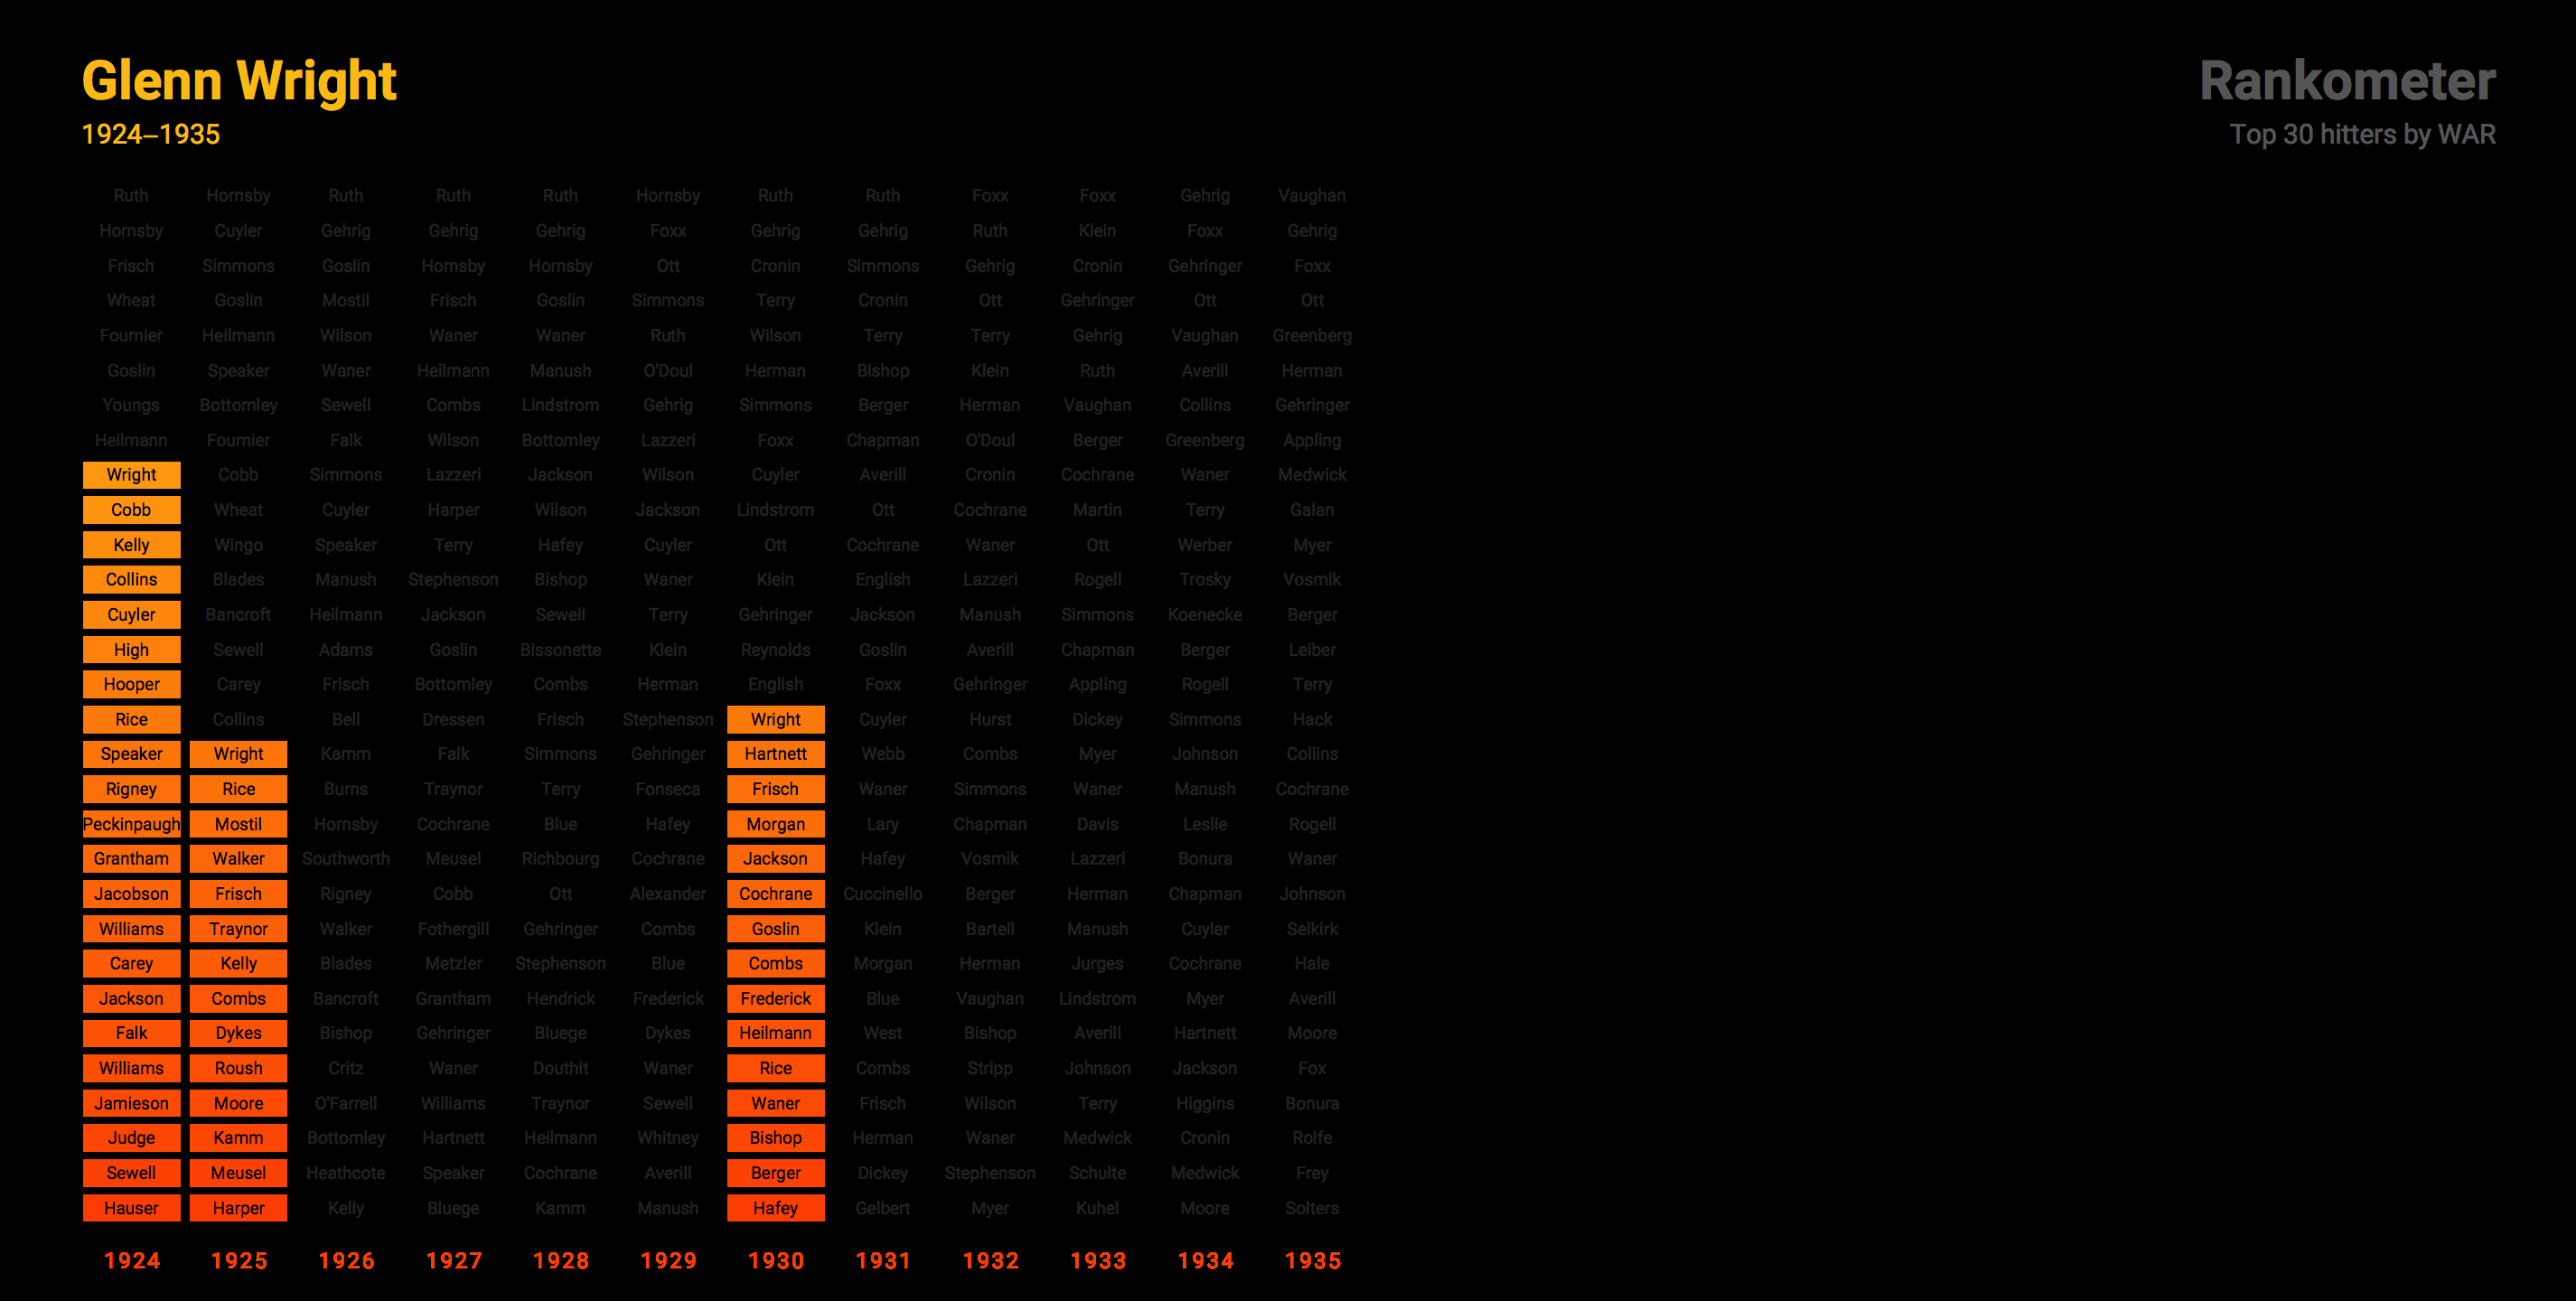 Glenn Wright
1924–1935
Rankometer
Top 30 hitters by WAR
Ruth Hornsby Ruth Ruth Ruth Hornsby Ruth Ruth Foxx Foxx Gehrig Vaughan
Hornsby Cuyler Gehrig Gehrig Gehrig Foxx Gehrig Gehrig Ruth Klein Foxx Gehrig
Frisch Simmons Goslin Hornsby Hornsby Ott Cronin Simmons Gehrig Cronin Gehringer Foxx
Wheat Goslin Mostil Frisch Goslin Simmons Terry Cronin Ott Gehringer Ott Ott
Fournier Heilmann Wilson Waner Waner Ruth Wilson Terry Terry Gehrig Vaughan Greenberg
Goslin Speaker Waner Heilmann Manush O'Doul Herman Bishop Klein Ruth Averill Herman
Youngs Bottomley Sewell Combs Lindstrom Gehrig Simmons Berger Herman Vaughan Collins Gehringer
Heilmann Fournier Falk Wilson Bottomley Lazzeri Foxx Chapman O'Doul Berger Greenberg Appling
Wright Cobb Simmons Lazzeri Jackson Wilson Cuyler Averill Cronin Cochrane Waner Medwick
Cobb Wheat Cuyler Harper Wilson Jackson Lindstrom Ott Cochrane Martin Terry Galan
Kelly Wingo Speaker Terry Hafey Cuyler Ott Cochrane Waner Ott Werber Myer
Collins Blades Manush Stephenson Bishop Waner Klein English Lazzeri Rogell Trosky Vosmik
Cuyler Bancroft Heilmann Jackson Sewell Terry Gehringer Jackson Manush Simmons Koenecke Berger
High Sewell Adams Goslin Bissonette Klein Reynolds Goslin Averill Chapman Berger Leiber
Hooper Carey Frisch Bottomley Combs Herman English Foxx Gehringer Appling Rogell Terry
Rice Collins Bell Dressen Frisch Stephenson Wright Cuyler Hurst Dickey Simmons Hack
Speaker Wright Kamm Falk Simmons Gehringer Hartnett Webb Combs Myer Johnson Collins
Rigney Rice Burns Traynor Terry Fonseca Frisch Waner Simmons Waner Manush Cochrane
Peckinpaugh Mostil Hornsby Cochrane Blue Hafey Morgan Lary Chapman Davis Leslie Rogell
Grantham Walker Southworth Meusel Richbourg Cochrane Jackson Hafey Vosmik Lazzeri Bonura Waner
Jacobson Frisch Rigney Cobb Ott Alexander Cochrane Cuccinello Berger Herman Chapman Johnson
Williams Traynor Walker Fothergill Gehringer Combs Goslin Klein Bartell Manush Cuyler Selkirk
Carey Kelly Blades Metzler Stephenson Blue Combs Morgan Herman Jurges Cochrane Hale
Jackson Combs Bancroft Grantham Hendrick Frederick Frederick Blue Vaughan Lindstrom Myer Averill
Falk Dykes Bishop Gehringer Bluege Dykes Heilmann West Bishop Averill Hartnett Moore
Williams Roush Critz Waner Douthit Waner Rice Combs Stripp Johnson Jackson Fox
Jamieson Moore O'Farrell Williams Traynor Sewell Waner Frisch Wilson Terry Higgins Bonura
Judge Kamm Bottomley Hartnett Heilmann Whitney Bishop Herman Waner Medwick Cronin Rolfe
Sewell Meusel Heathcote Speaker Cochrane Averill Berger Dickey Stephenson Schulte Medwick Frey
Hauser Harper Kelly Bluege Kamm Manush Hafey Gelbert Myer Kuhel Moore Solters
1924 1925 1926 1927 1928 1929 1930 1931 1932 1933 1934 1935